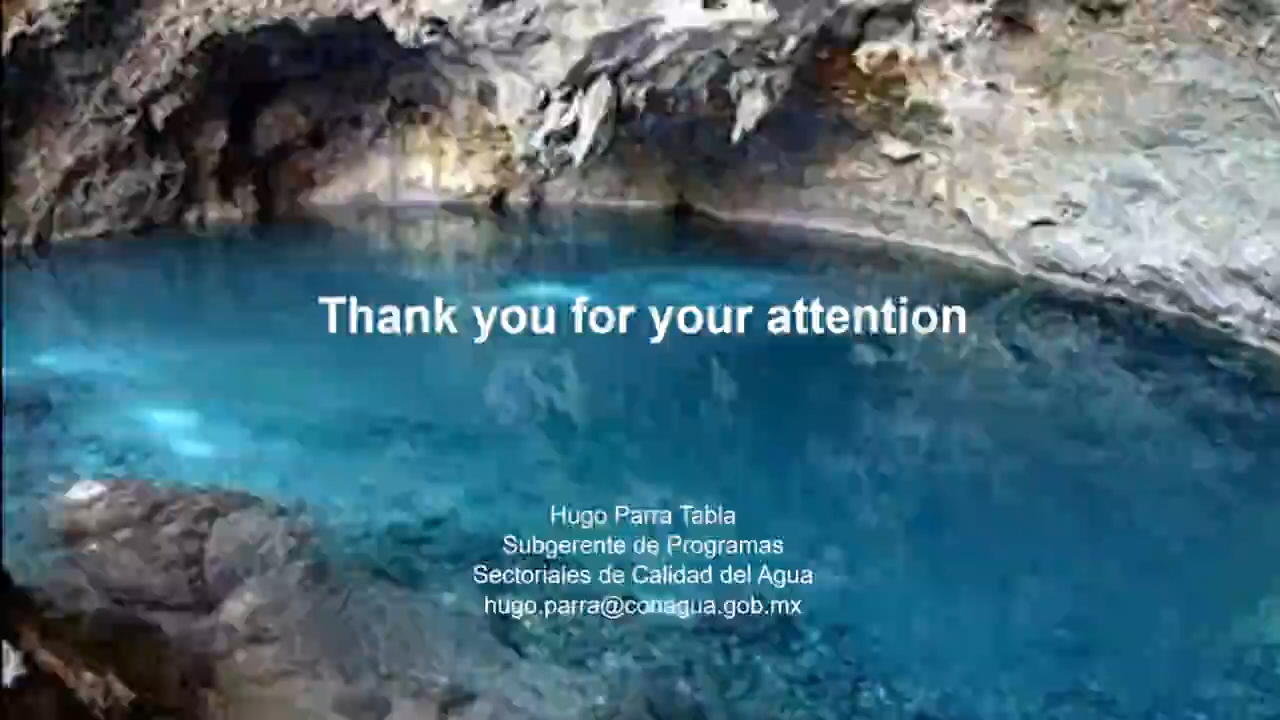 Thank you for your attention
Hugo Parra Tabla
Subgerente de Programas
Sectoriales de Calidad del Agua
hugo.parra@conagua.gob.mx